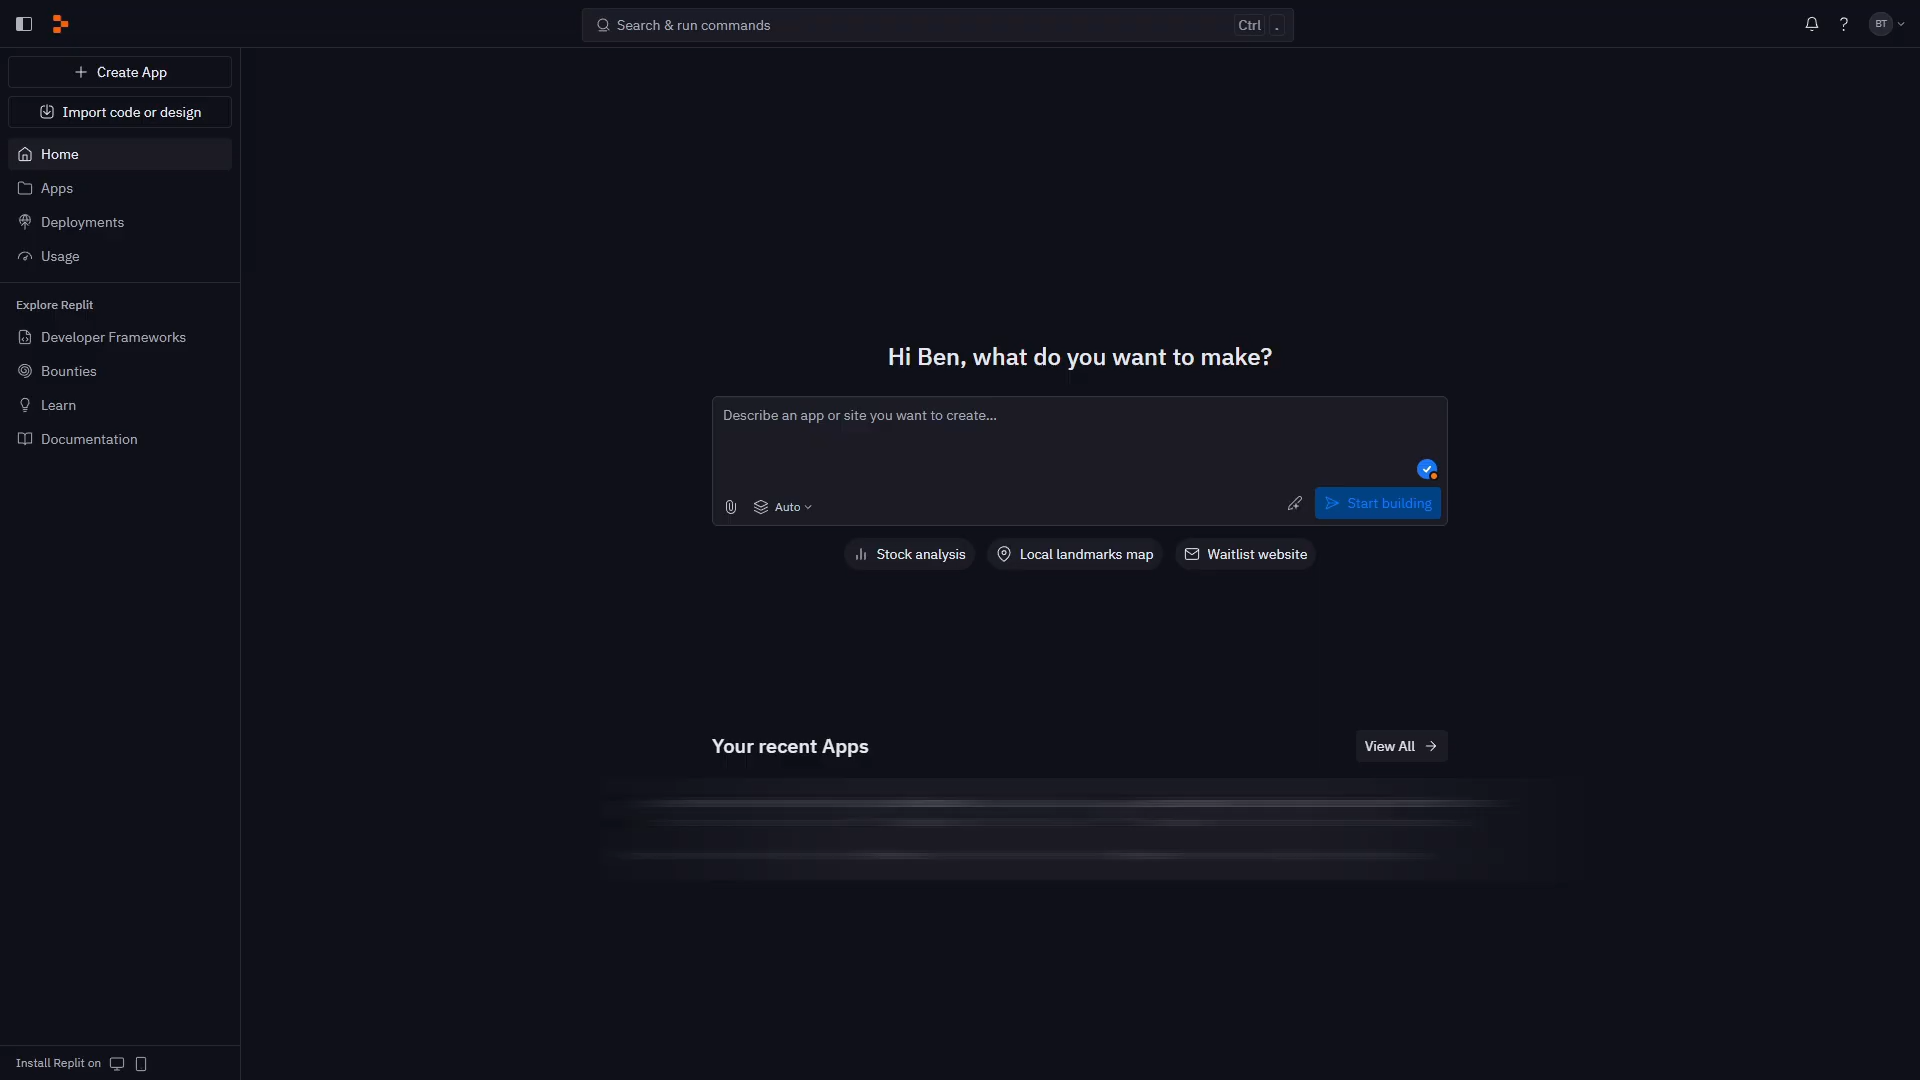 Search & run commands
Ctrl .
BT
Create App
Import code or design
Home
Apps
Deployments
Usage
Explore Replit
Developer Frameworks
Bounties
Learn
Documentation
Install Replit on
Hi Ben, what do you want to make?
Describe an app or site you want to create...
Auto
Start building
Stock analysis
Local landmarks map
Waitlist website
Your recent Apps
View All